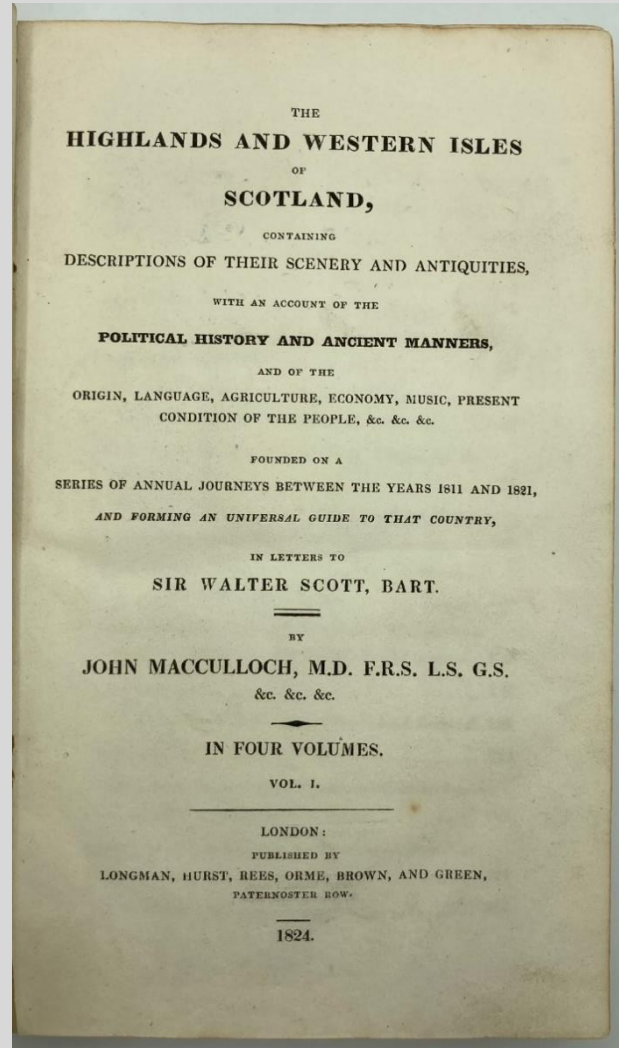 THE
HIGHLANDS AND WESTERN ISLES
OF
SCOTLAND,
CONTAINING
DESCRIPTIONS OF THEIR SCENERY AND ANTIQUITIES,
WITH AN ACCOUNT OF THE
POLITICAL HISTORY AND ANCIENT MANNERS,
AND OF THE
ORIGIN, LANGUAGE, AGRICULTURE, ECONOMY, MUSIC, PRESENT
CONDITION OF THE PEOPLE, &c. &c. &c.
FOUNDED ON A
SERIES OF ANNUAL JOURNEYS BETWEEN THE YEARS 1811 AND 1821,
AND FORMING AN UNIVERSAL GUIDE TO THAT COUNTRY,
IN LETTERS TO
SIR WALTER SCOTT, BART.
BY
JOHN MACCULLOCH, M.D. F.R.S. L.S. G.S.
&c. &c. &c.
IN FOUR VOLUMES.
VOL. I.
LONDON:
PUBLISHED BY
LONGMAN, HURST, REES, ORME, BROWN, AND GREEN,
PATERNOSTER ROW.
1824.